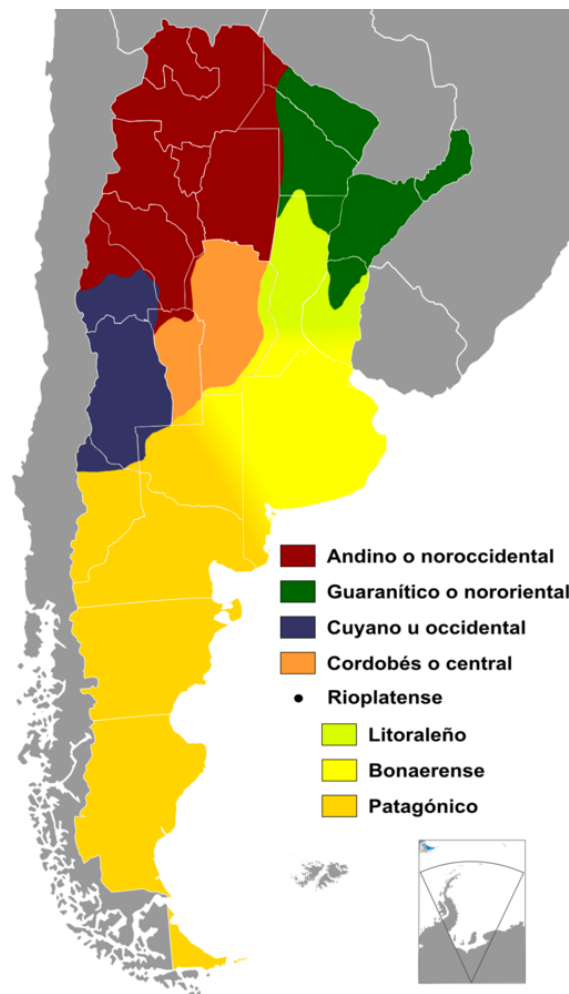 Andino o noroccidental
Guaranítico o nororiental
Cuyano u occidental
Cordobés o central
Rioplatense
Litoraleño
Bonaerense
Patagónico